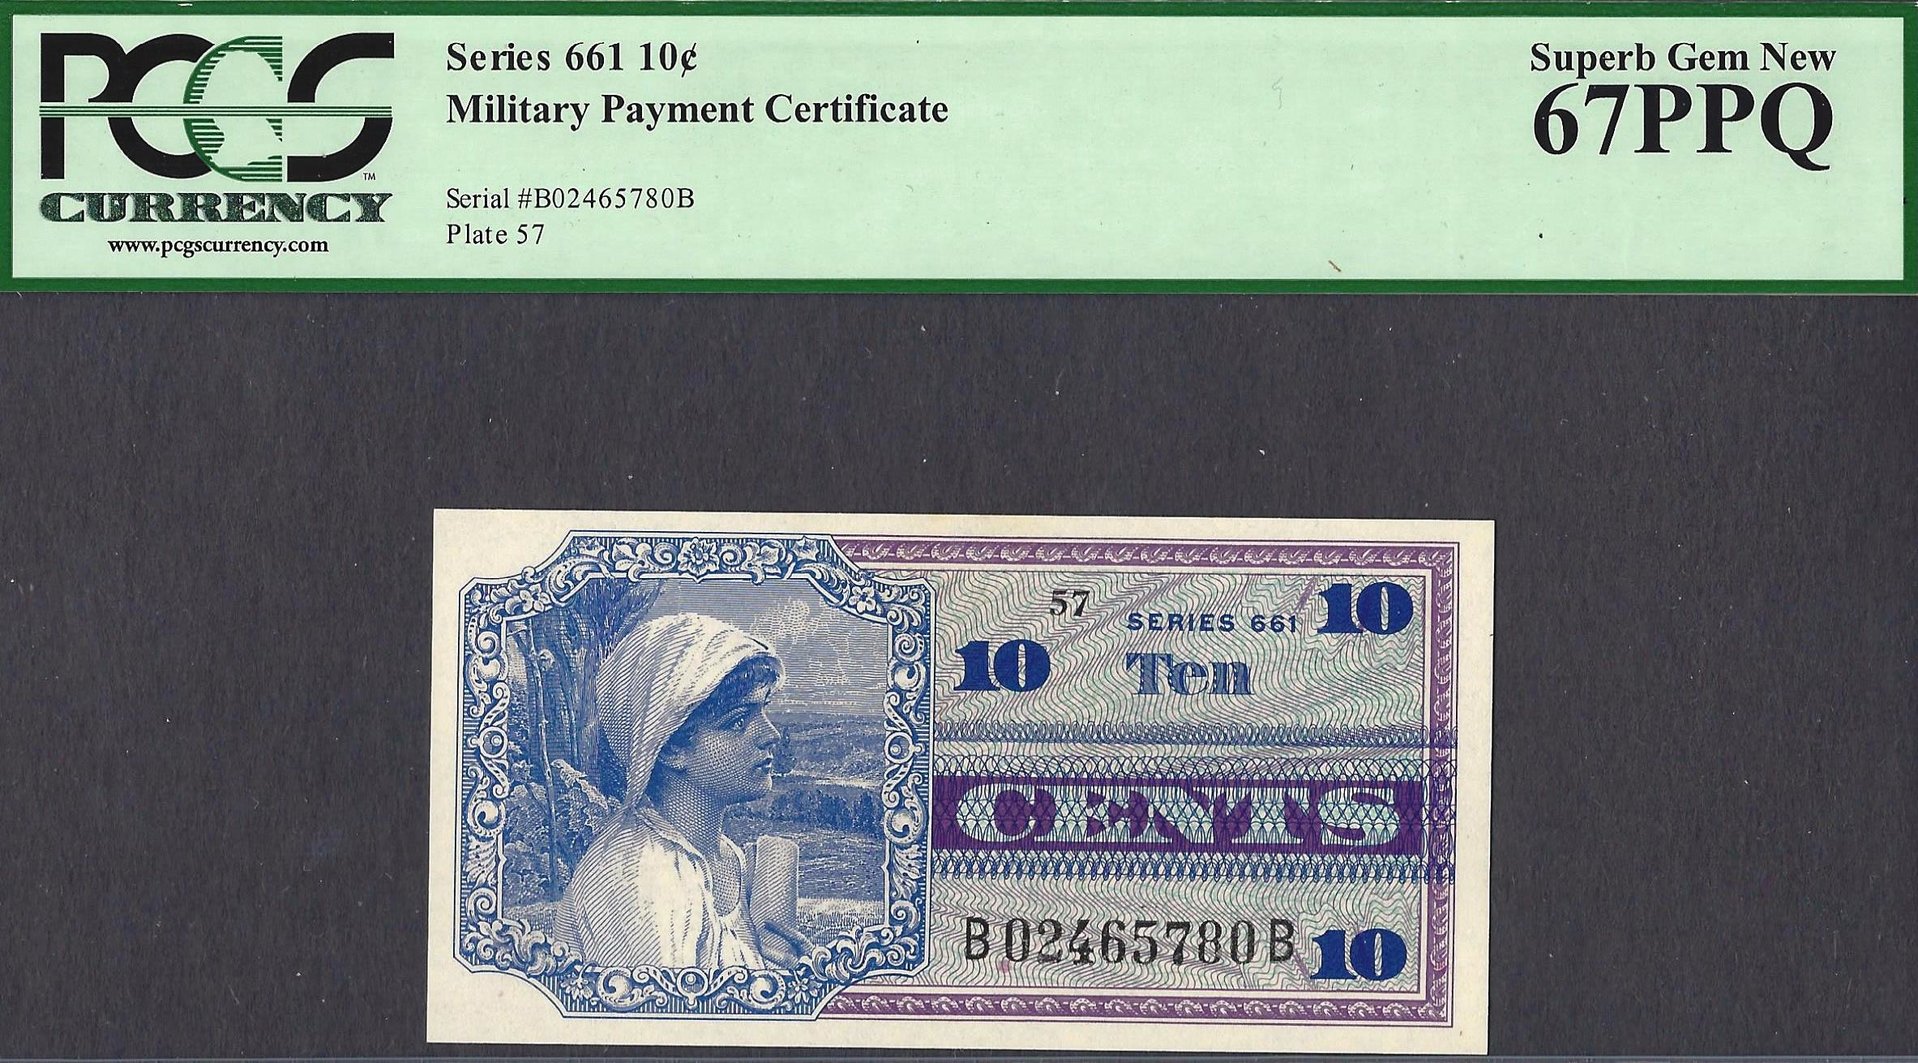 PCGS
TM
CURRENCY
www.pcgscurrency.com
Series 661 10¢
Military Payment Certificate
Serial #B02465780B
Plate 57
Superb Gem New
67PPQ
57
SERIES 661
10
10
Ten
CENTS
B02465780B
10